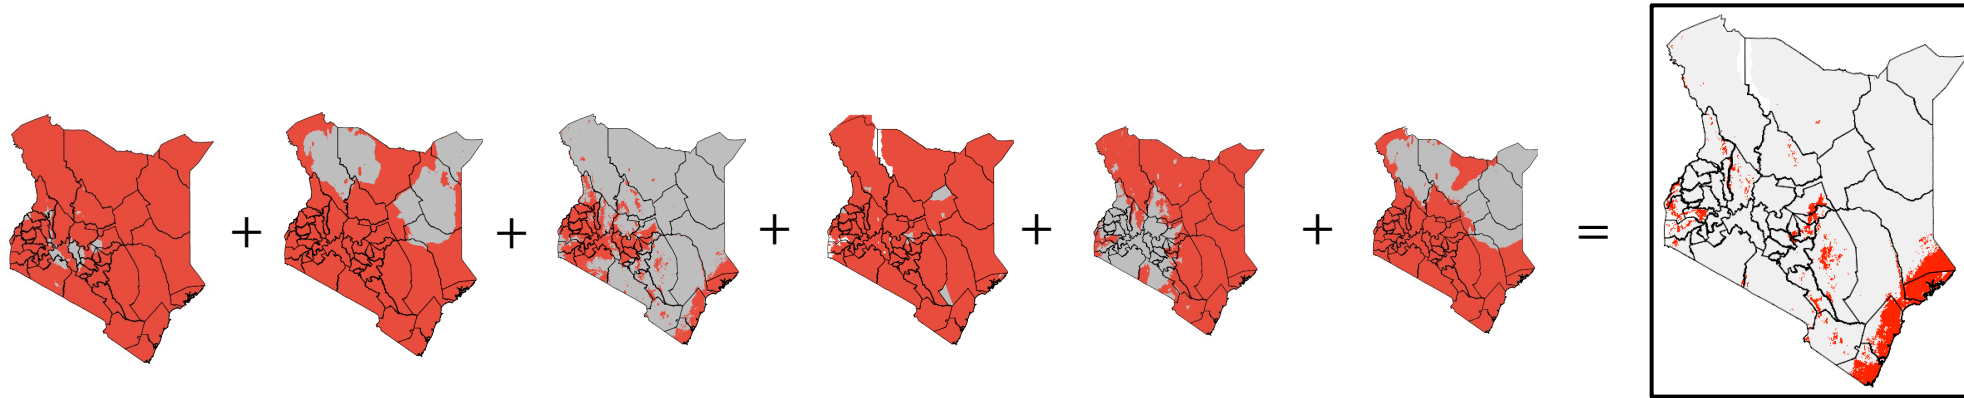 + + + + + =